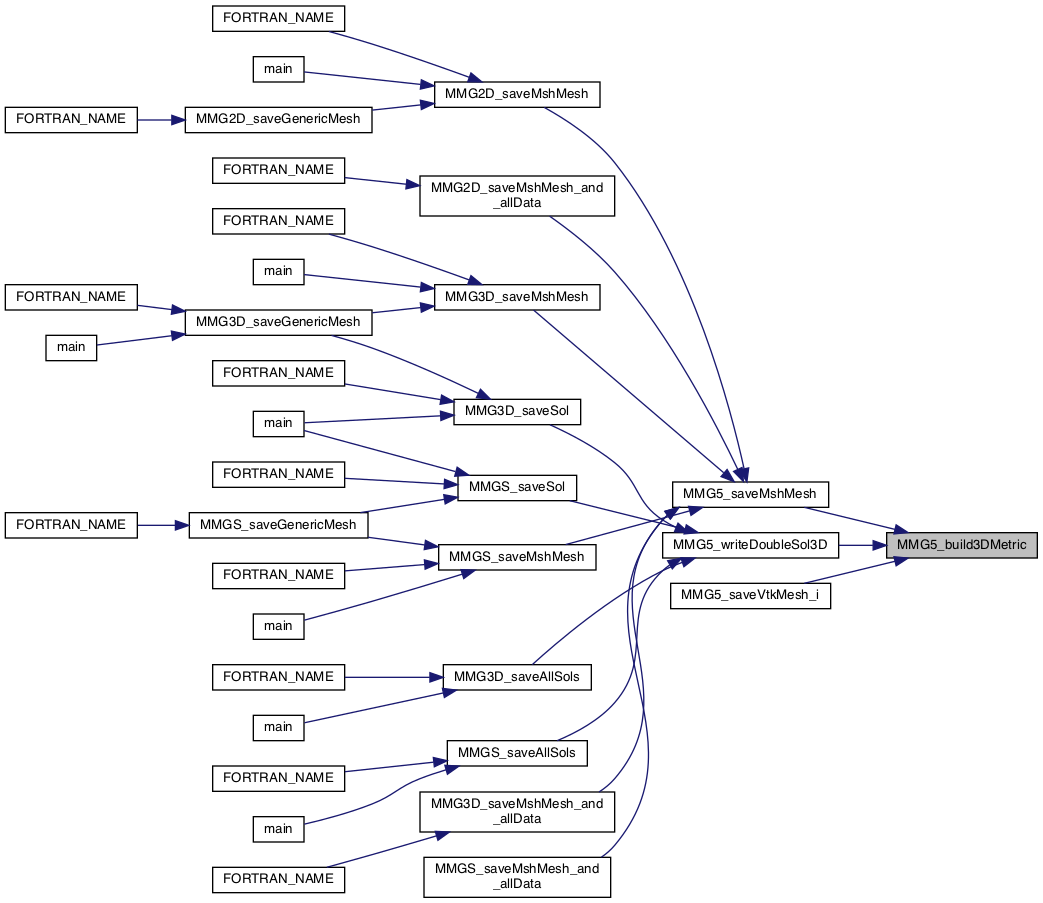 FORTRAN_NAME
main
MMG2D_saveMshMesh
FORTRAN_NAME
MMG2D_saveGenericMesh
FORTRAN_NAME
MMG2D_saveMshMesh_and
_allData
FORTRAN_NAME
main
MMG3D_saveMshMesh
FORTRAN_NAME
MMG3D_saveGenericMesh
main
FORTRAN_NAME
MMG3D_saveSol
main
FORTRAN_NAME
MMGS_saveSol
MMG5_saveMshMesh
FORTRAN_NAME
MMGS_saveGenericMesh
MMG5_writeDoubleSol3D
MMG5_build3DMetric
MMGS_saveMshMesh
FORTRAN_NAME
MMG5_saveVtkMesh_i
main
FORTRAN_NAME
MMG3D_saveAllSols
main
MMGS_saveAllSols
FORTRAN_NAME
MMG3D_saveMshMesh_and
_allData
main
FORTRAN_NAME
MMGS_saveMshMesh_and
_allData